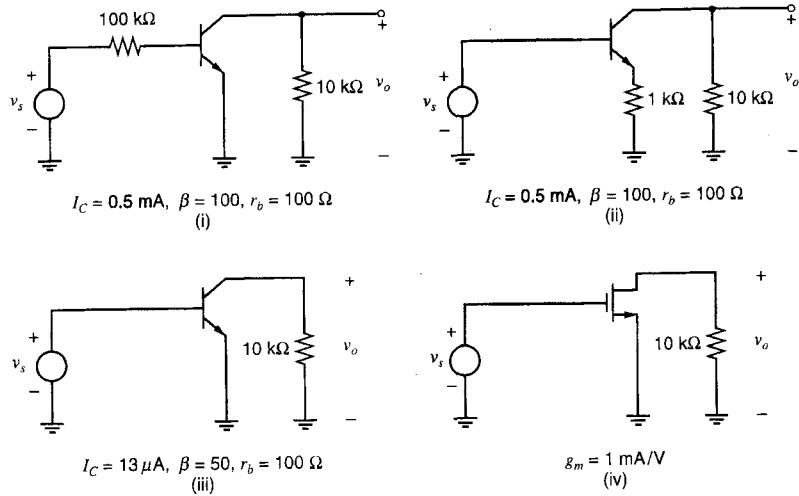 100 kΩ
+
v_s
−
10 kΩ
+
v_o
−
I_C = 0.5 mA, β = 100, r_b = 100 Ω
(i)
+
v_s
−
1 kΩ
10 kΩ
+
v_o
−
I_C = 0.5 mA, β = 100, r_b = 100 Ω
(ii)
+
v_s
−
10 kΩ
+
v_o
−
I_C = 13 μA, β = 50, r_b = 100 Ω
(iii)
+
v_s
−
10 kΩ
+
v_o
−
g_m = 1 mA/V
(iv)